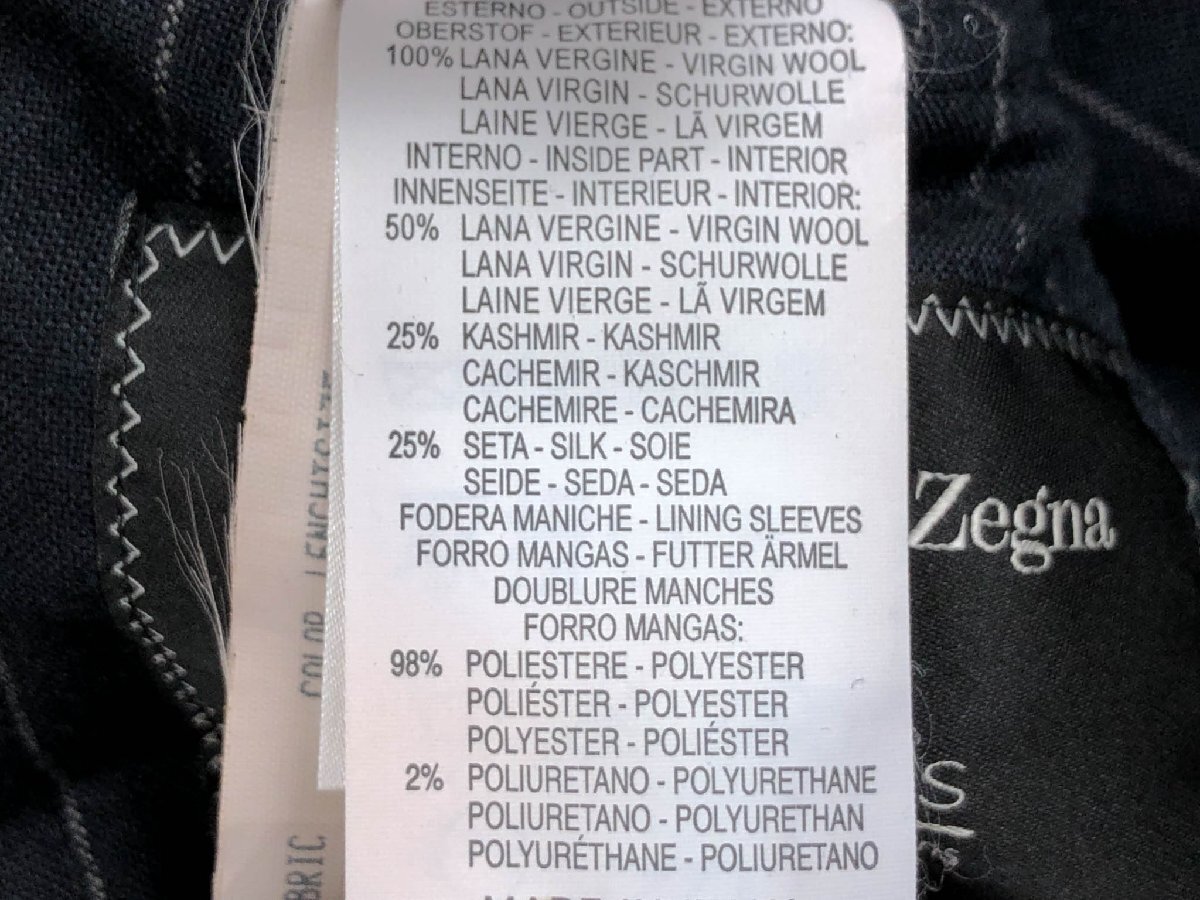 ESTERNO - OUTSIDE - EXTERNO
OBERSTOF - EXTERIEUR - EXTERNO:
100% LANA VERGINE - VIRGIN WOOL
LANA VIRGIN - SCHURWOLLE
LAINE VIERGE - LÃ VIRGEM
INTERNO - INSIDE PART - INTERIOR
INNENSEITE - INTERIEUR - INTERIOR:
50% LANA VERGINE - VIRGIN WOOL
LANA VIRGIN - SCHURWOLLE
LAINE VIERGE - LÃ VIRGEM
25% KASHMIR - KASHMIR
CACHEMIR - KASCHMIR
CACHEMIRE - CACHEMIRA
25% SETA - SILK - SOIE
SEIDE - SEDA - SEDA
FODERA MANICHE - LINING SLEEVES
FORRO MANGAS - FUTTER ÄRMEL
DOUBLURE MANCHES
FORRO MANGAS:
98% POLIESTERE - POLYESTER
POLIÉSTER - POLYESTER
POLYESTER - POLIÉSTER
2% POLIURETANO - POLYURETHANE
POLIURETANO - POLYURETHAN
POLYURÉTHANE - POLIURETANO
Zegna
COLOR